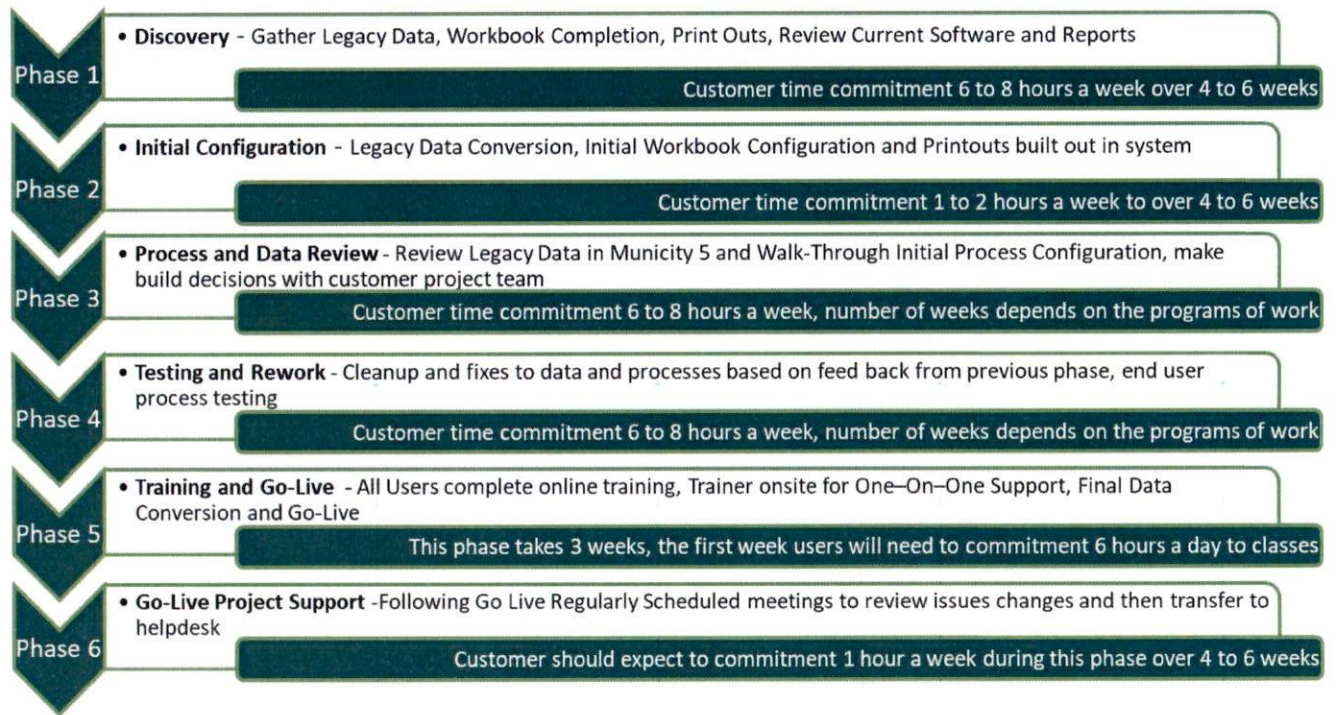 • Discovery - Gather Legacy Data, Workbook Completion, Print Outs, Review Current Software and Reports
Phase 1
Customer time commitment 6 to 8 hours a week over 4 to 6 weeks
• Initial Configuration - Legacy Data Conversion, Initial Workbook Configuration and Printouts built out in system
Phase 2
Customer time commitment 1 to 2 hours a week to over 4 to 6 weeks
• Process and Data Review - Review Legacy Data in Municity 5 and Walk-Through Initial Process Configuration, make
build decisions with customer project team
Phase 3
Customer time commitment 6 to 8 hours a week, number of weeks depends on the programs of work
• Testing and Rework - Cleanup and fixes to data and processes based on feed back from previous phase, end user
process testing
Phase 4
Customer time commitment 6 to 8 hours a week, number of weeks depends on the programs of work
• Training and Go-Live - All Users complete online training, Trainer onsite for One–On–One Support, Final Data
Conversion and Go-Live
Phase 5
This phase takes 3 weeks, the first week users will need to commitment 6 hours a day to classes
• Go-Live Project Support -Following Go Live Regularly Scheduled meetings to review issues changes and then transfer to
helpdesk
Phase 6
Customer should expect to commitment 1 hour a week during this phase over 4 to 6 weeks